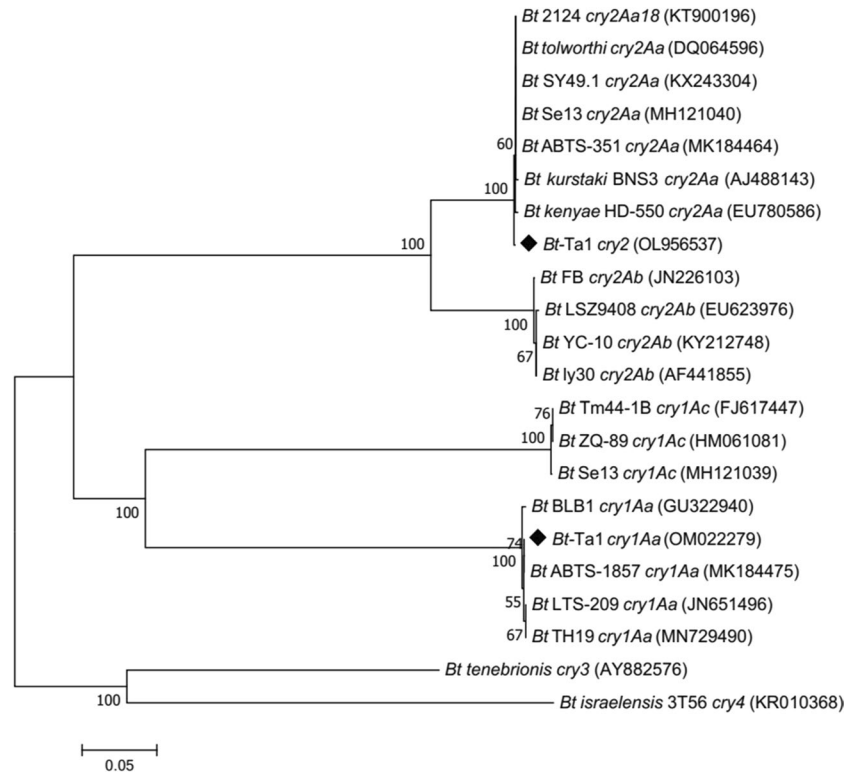 Bt 2124 cry2Aa18 (KT900196)
Bt tolworthi cry2Aa (DQ064596)
Bt SY49.1 cry2Aa (KX243304)
Bt Se13 cry2Aa (MH121040)
60
Bt ABTS-351 cry2Aa (MK184464)
Bt kurstaki BNS3 cry2Aa (AJ488143)
100
Bt kenyae HD-550 cry2Aa (EU780586)
100
Bt-Ta1 cry2 (OL956537)
Bt FB cry2Ab (JN226103)
Bt LSZ9408 cry2Ab (EU623976)
100
Bt YC-10 cry2Ab (KY212748)
67
Bt ly30 cry2Ab (AF441855)
76
Bt Tm44-1B cry1Ac (FJ617447)
100
Bt ZQ-89 cry1Ac (HM061081)
Bt Se13 cry1Ac (MH121039)
Bt BLB1 cry1Aa (GU322940)
100
74
Bt-Ta1 cry1Aa (OM022279)
100
Bt ABTS-1857 cry1Aa (MK184475)
55
Bt LTS-209 cry1Aa (JN651496)
67
Bt TH19 cry1Aa (MN729490)
Bt tenebrionis cry3 (AY882576)
100
Bt israelensis 3T56 cry4 (KR010368)
0.05